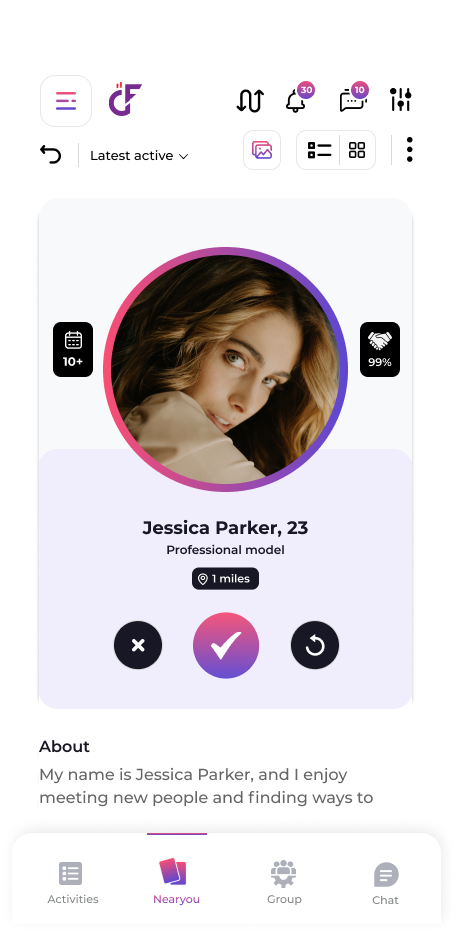 30
10
Latest active
10+
99%
Jessica Parker, 23
Professional model
1 miles
About
My name is Jessica Parker, and I enjoy
meeting new people and finding ways to
Activities
Nearyou
Group
Chat